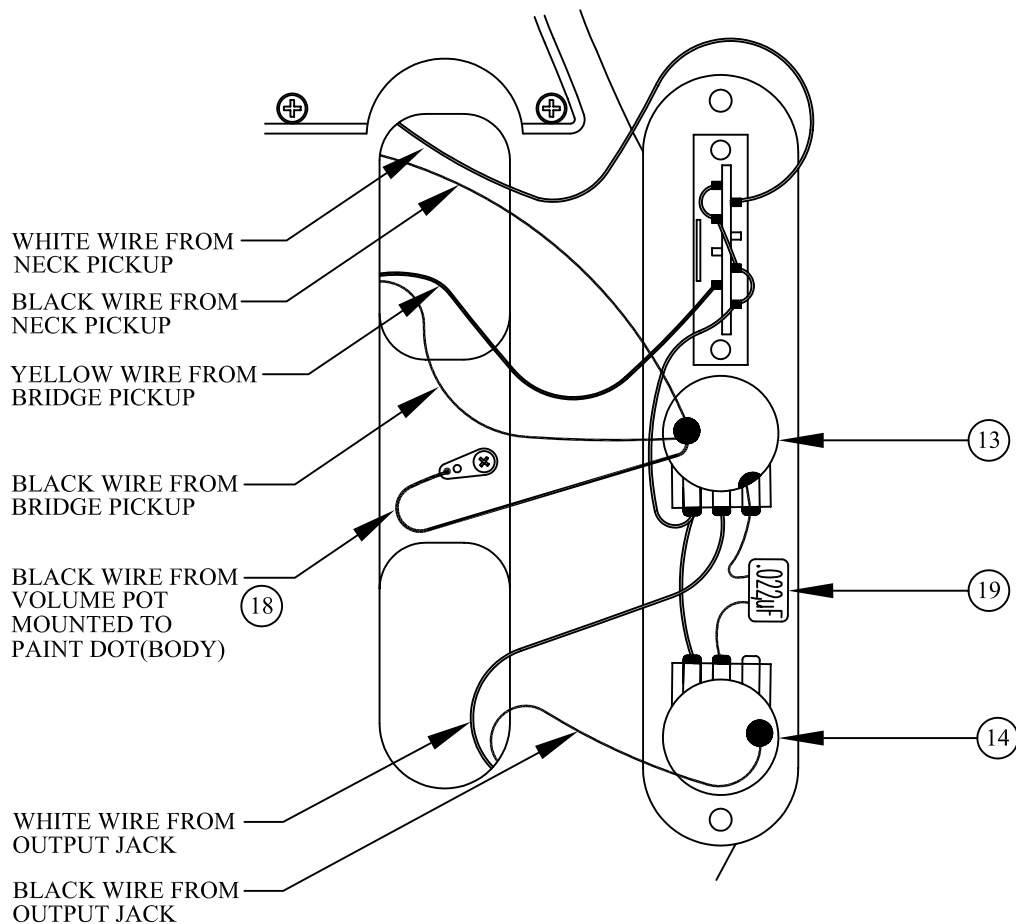 WHITE WIRE FROM
NECK PICKUP
BLACK WIRE FROM
NECK PICKUP
YELLOW WIRE FROM
BRIDGE PICKUP
13
BLACK WIRE FROM
BRIDGE PICKUP
BLACK WIRE FROM
VOLUME POT
MOUNTED TO
PAINT DOT(BODY)
18
.022uF
19
14
WHITE WIRE FROM
OUTPUT JACK
BLACK WIRE FROM
OUTPUT JACK